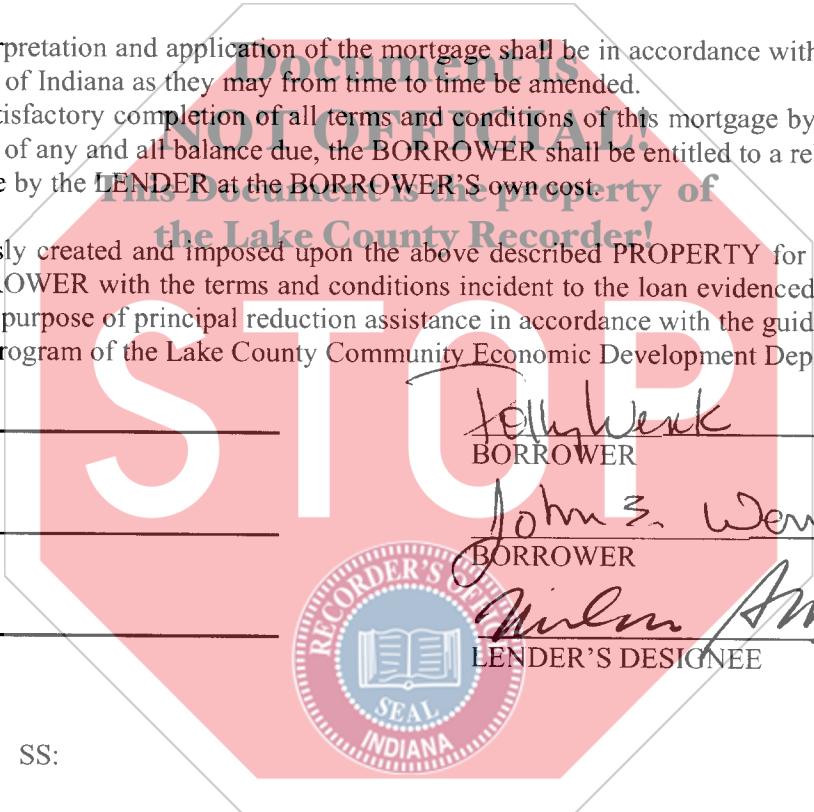 rpretation and application of the mortgage shall be in accordance with
of Indiana as they may from time to time be amended.
tisfactory completion of all terms and conditions of this mortgage by
of any and all balance due, the BORROWER shall be entitled to a re
e by the LENDER at the BORROWER'S own cost.
sly created and imposed upon the above described PROPERTY for
ROWER with the terms and conditions incident to the loan evidenced
purpose of principal reduction assistance in accordance with the guid
rogram of the Lake County Community Economic Development Dep
Document is
NOT OFFICIAL!
This Document is the property of
the Lake County Recorder!
STOP
BORROWER
John S.
BORROWER
LENDER'S DESIGNEE
RECORDER'S OFFICE
SEAL
INDIANA
SS: